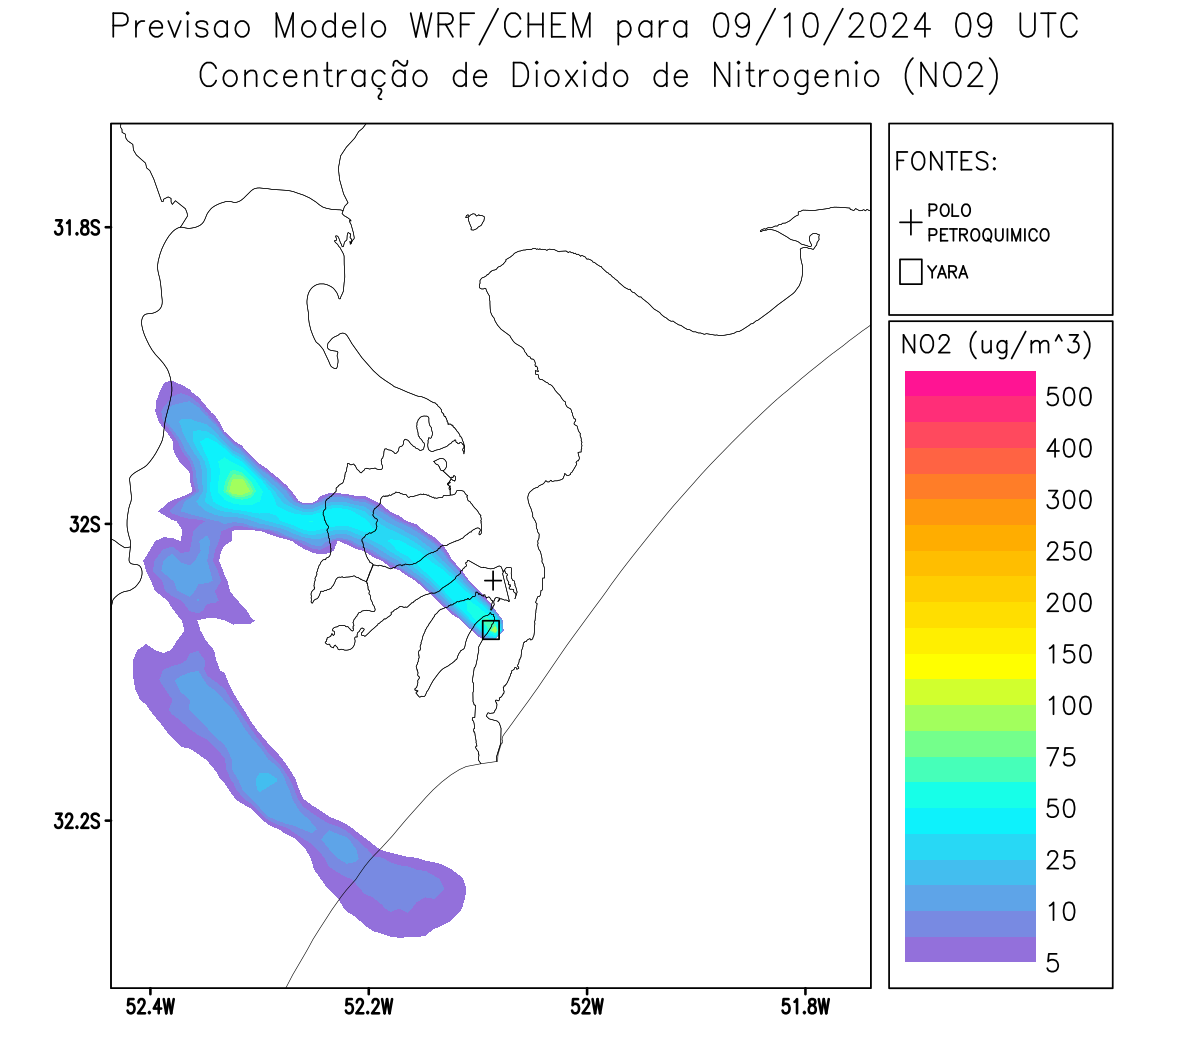 Previsao Modelo WRF/CHEM para 09/10/2024 09 UTC
Concentração de Dioxido de Nitrogenio (NO2)
FONTES:
POLO
PETROQUIMICO
YARA
NO2 (ug/m^3)
500
400
300
250
200
150
100
75
50
25
10
5
31.8S
32S
32.2S
52.4W
52.2W
52W
51.8W